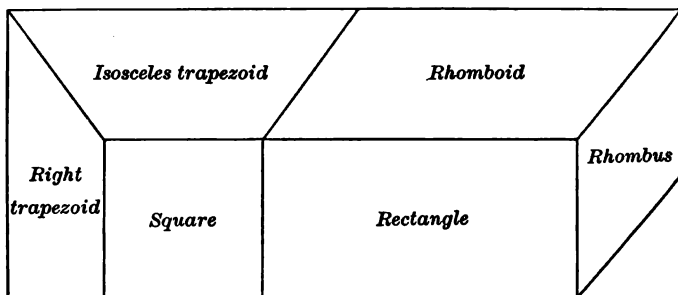 Isosceles trapezoid
Rhomboid
Rhombus
Right
trapezoid
Square
Rectangle